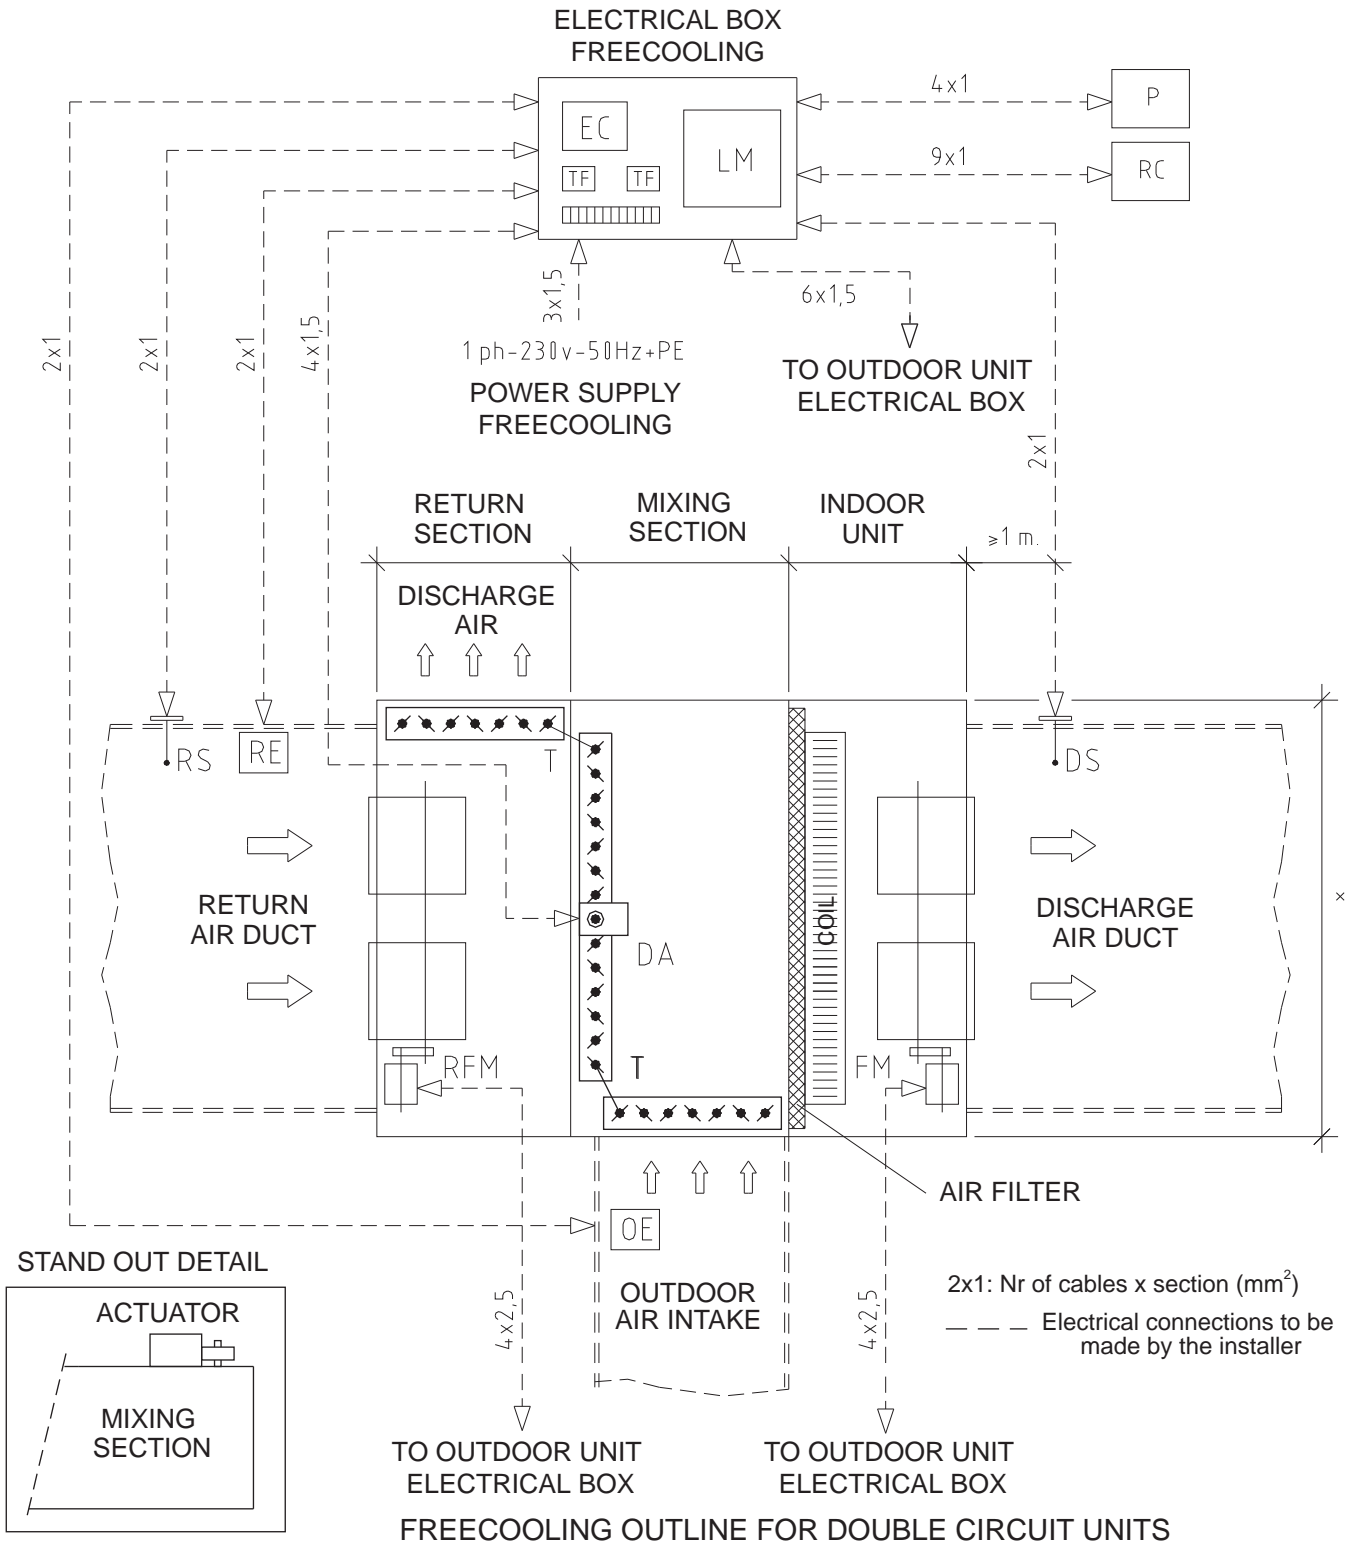 ELECTRICAL BOX
FREECOOLING
EC
TF
TF
LM
4x1
P
9x1
RC
3x1,5
6x1,5
2x1
2x1
2x1
4x1,5
1 ph-230v-50Hz+PE
POWER SUPPLY
FREECOOLING
TO OUTDOOR UNIT
ELECTRICAL BOX
2x1
RETURN
SECTION
MIXING
SECTION
INDOOR
UNIT
⩾1 m.
DISCHARGE
AIR
RS
RE
T
DS
RETURN
AIR DUCT
COIL
DISCHARGE
AIR DUCT
x
DA
RFM
T
FM
AIR FILTER
OE
OUTDOOR
AIR INTAKE
4x2,5
4x2,5
STAND OUT DETAIL
ACTUATOR
MIXING
SECTION
2x1: Nr of cables x section (mm²)
Electrical connections to be
made by the installer
TO OUTDOOR UNIT
ELECTRICAL BOX
TO OUTDOOR UNIT
ELECTRICAL BOX
FREECOOLING OUTLINE FOR DOUBLE CIRCUIT UNITS